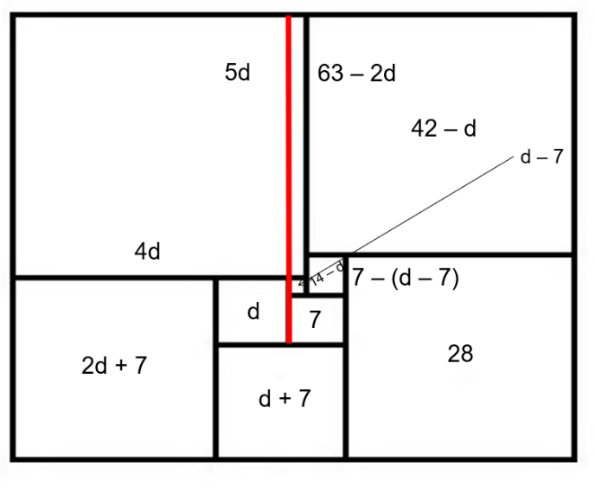 5d
63 – 2d
42 – d
d – 7
4d
14 – d
7 – (d – 7)
d
7
2d + 7
28
d + 7